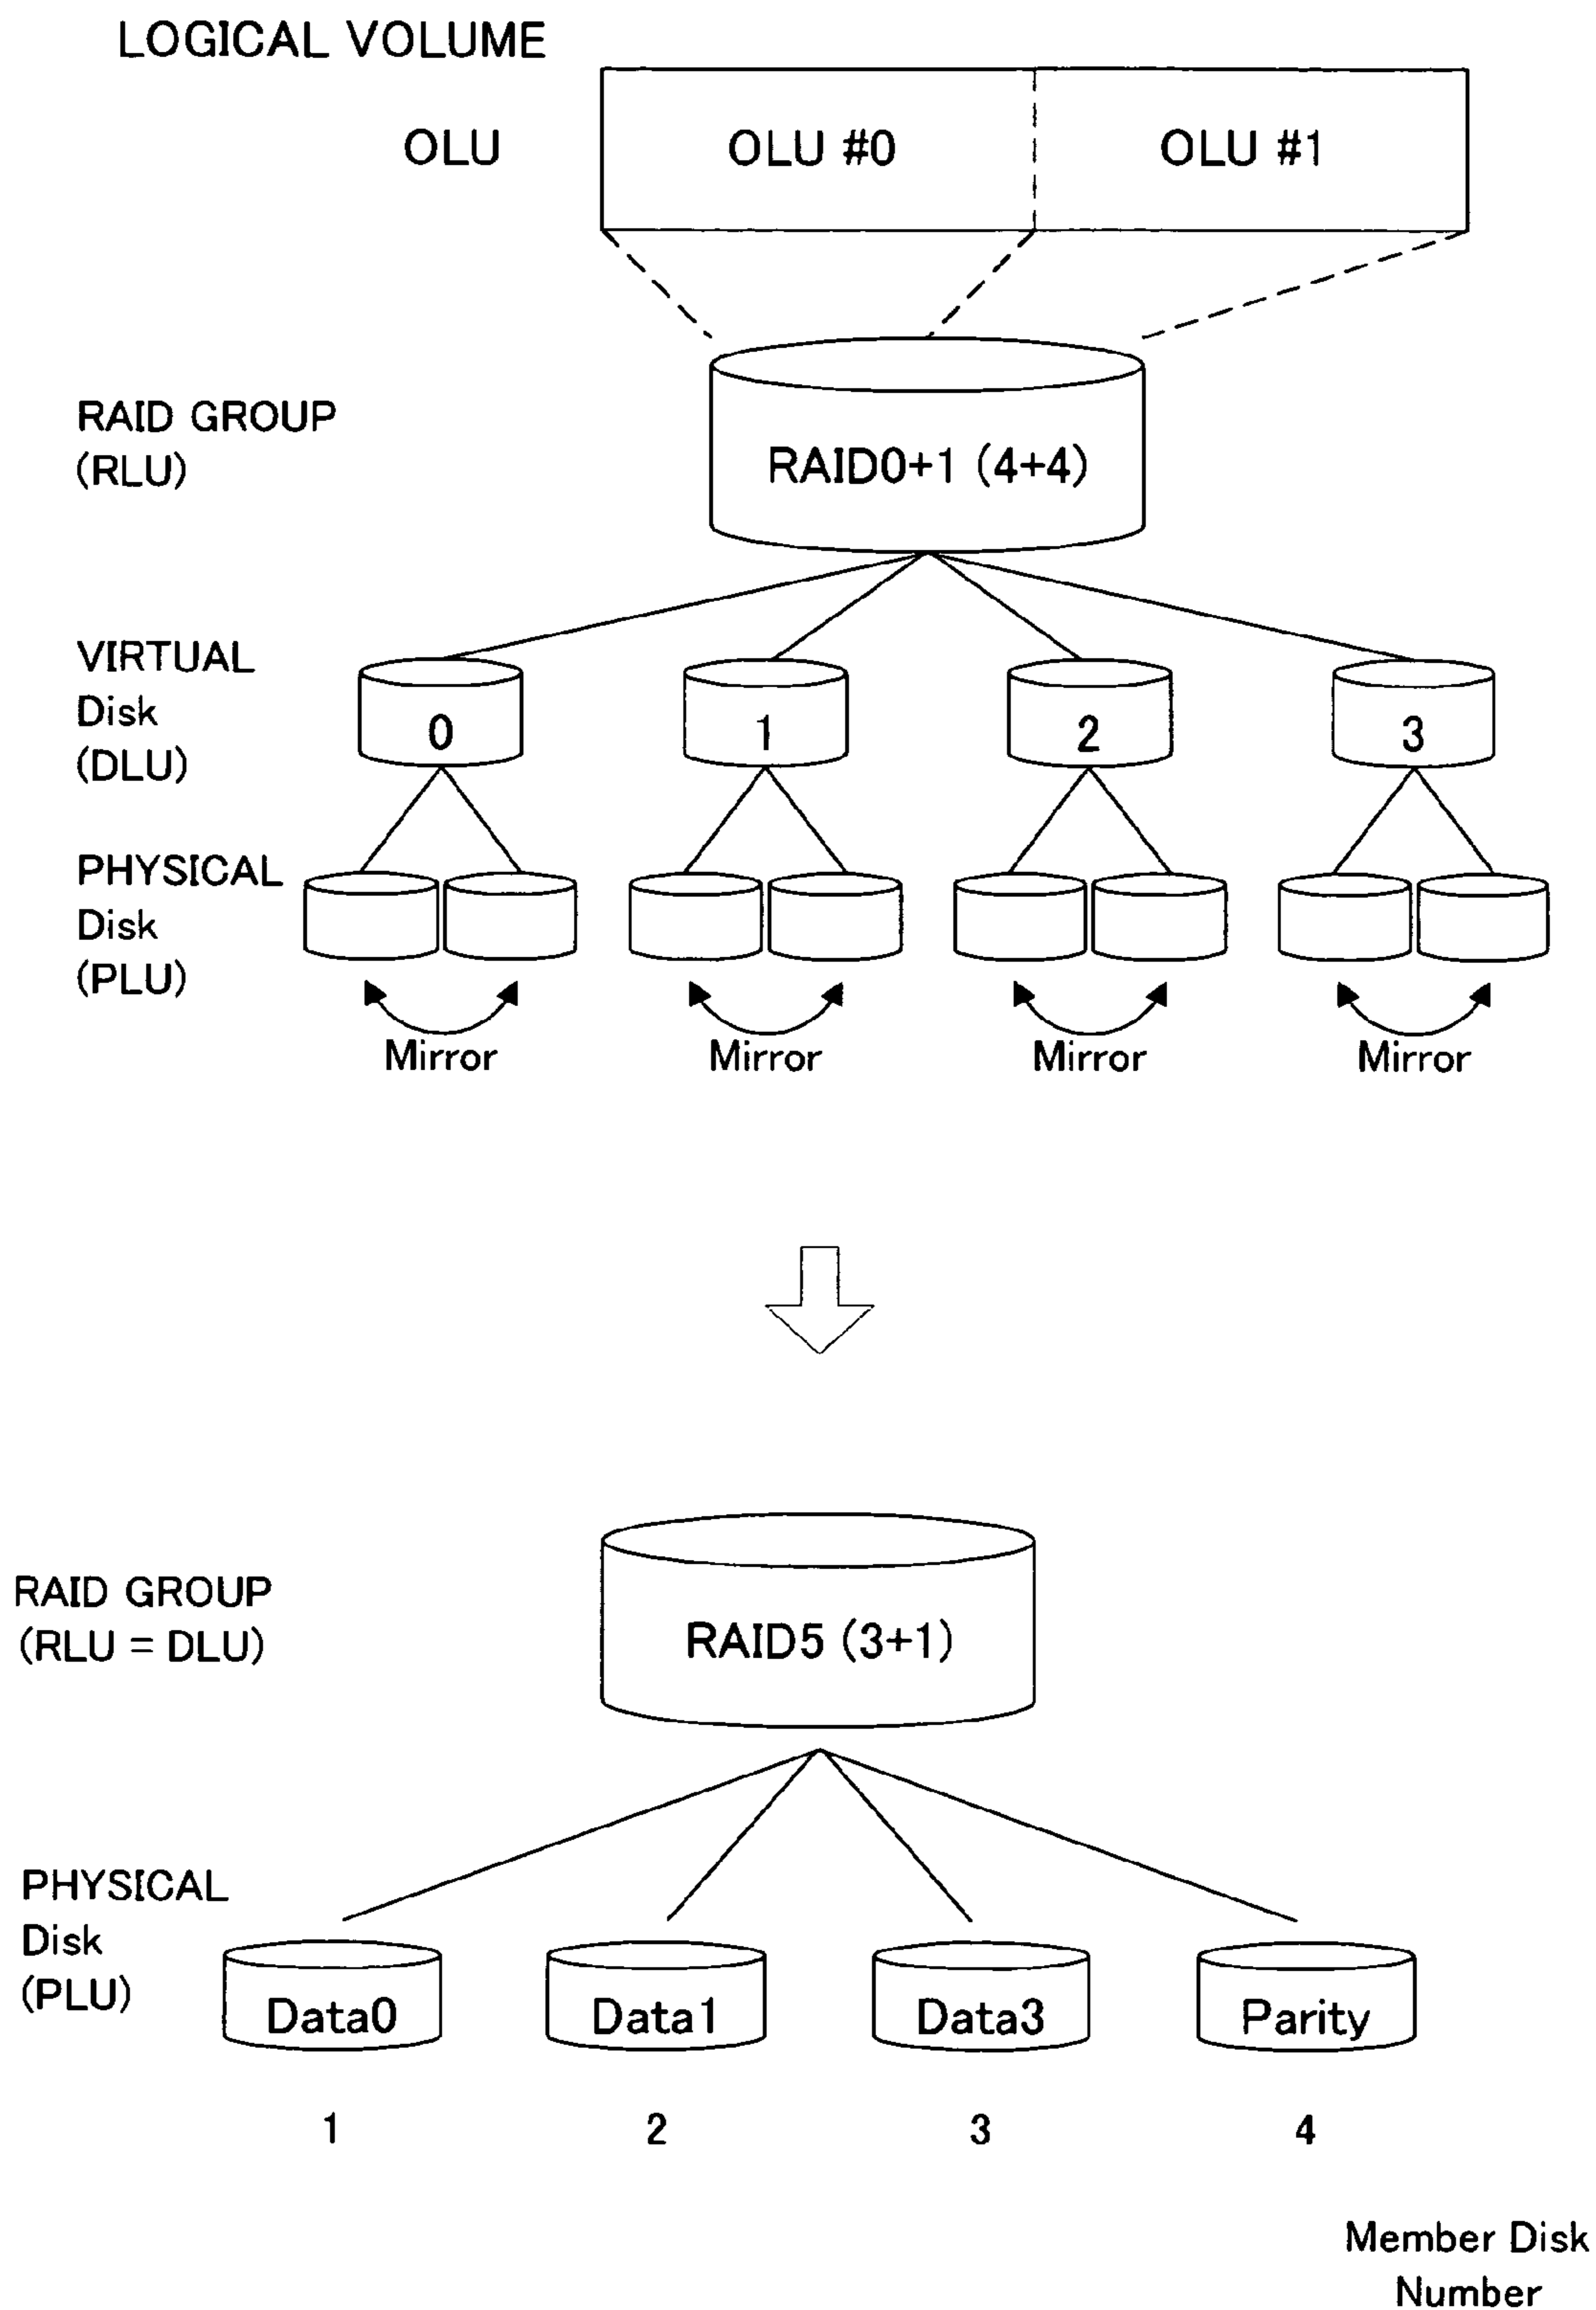 LOGICAL VOLUME
OLU OLU #0 OLU #1
RAID GROUP
(RLU)
RAID0+1 (4+4)
VIRTUAL
Disk
(DLU)
0 1 2 3
PHYSICAL
Disk
(PLU)
Mirror Mirror Mirror Mirror
RAID GROUP
(RLU = DLU)
RAID5 (3+1)
PHYSICAL
Disk
(PLU)
Data0 Data1 Data3 Parity
1 2 3 4
Member Disk
Number